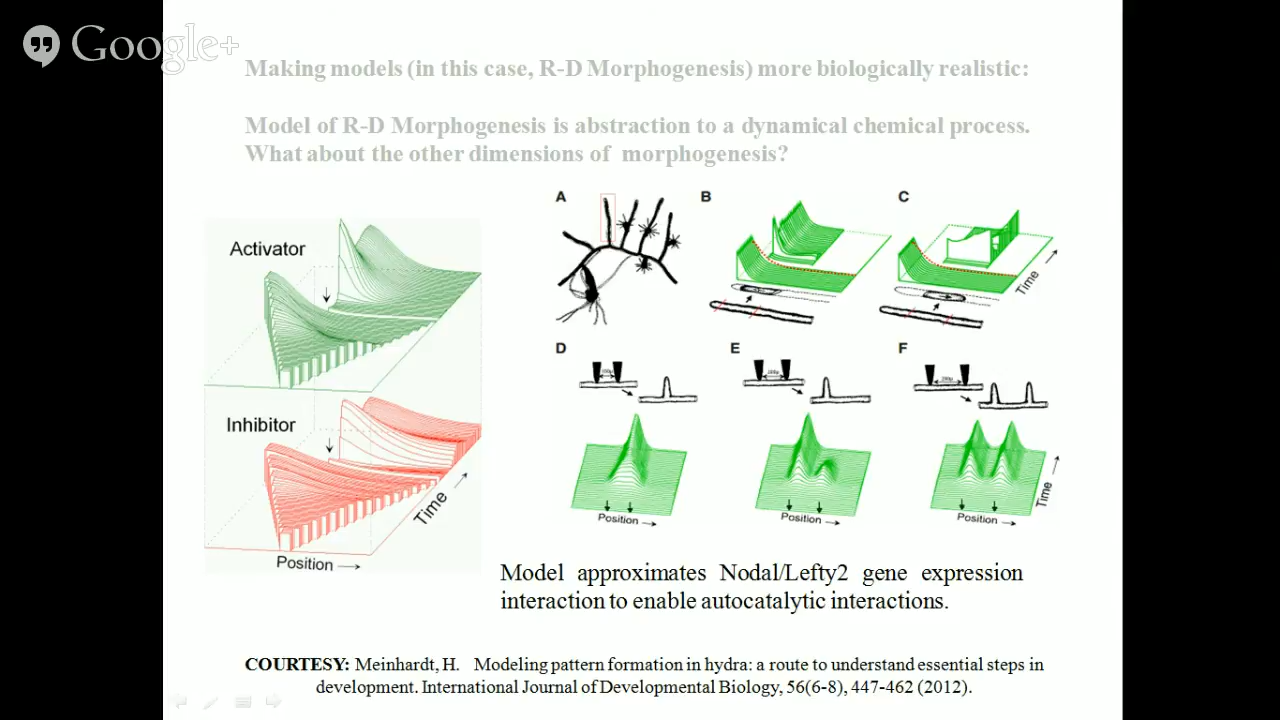 Google+
Making models (in this case, R-D Morphogenesis) more biologically realistic:
Model of R-D Morphogenesis is abstraction to a dynamical chemical process.
What about the other dimensions of morphogenesis?
Activator
Inhibitor
Time
Position
A
B
C
Time
D
E
F
Position
Position
Position
Time
Model approximates Nodal/Lefty2 gene expression
interaction to enable autocatalytic interactions.
COURTESY: Meinhardt, H. Modeling pattern formation in hydra: a route to understand essential steps in
development. International Journal of Developmental Biology, 56(6-8), 447-462 (2012).